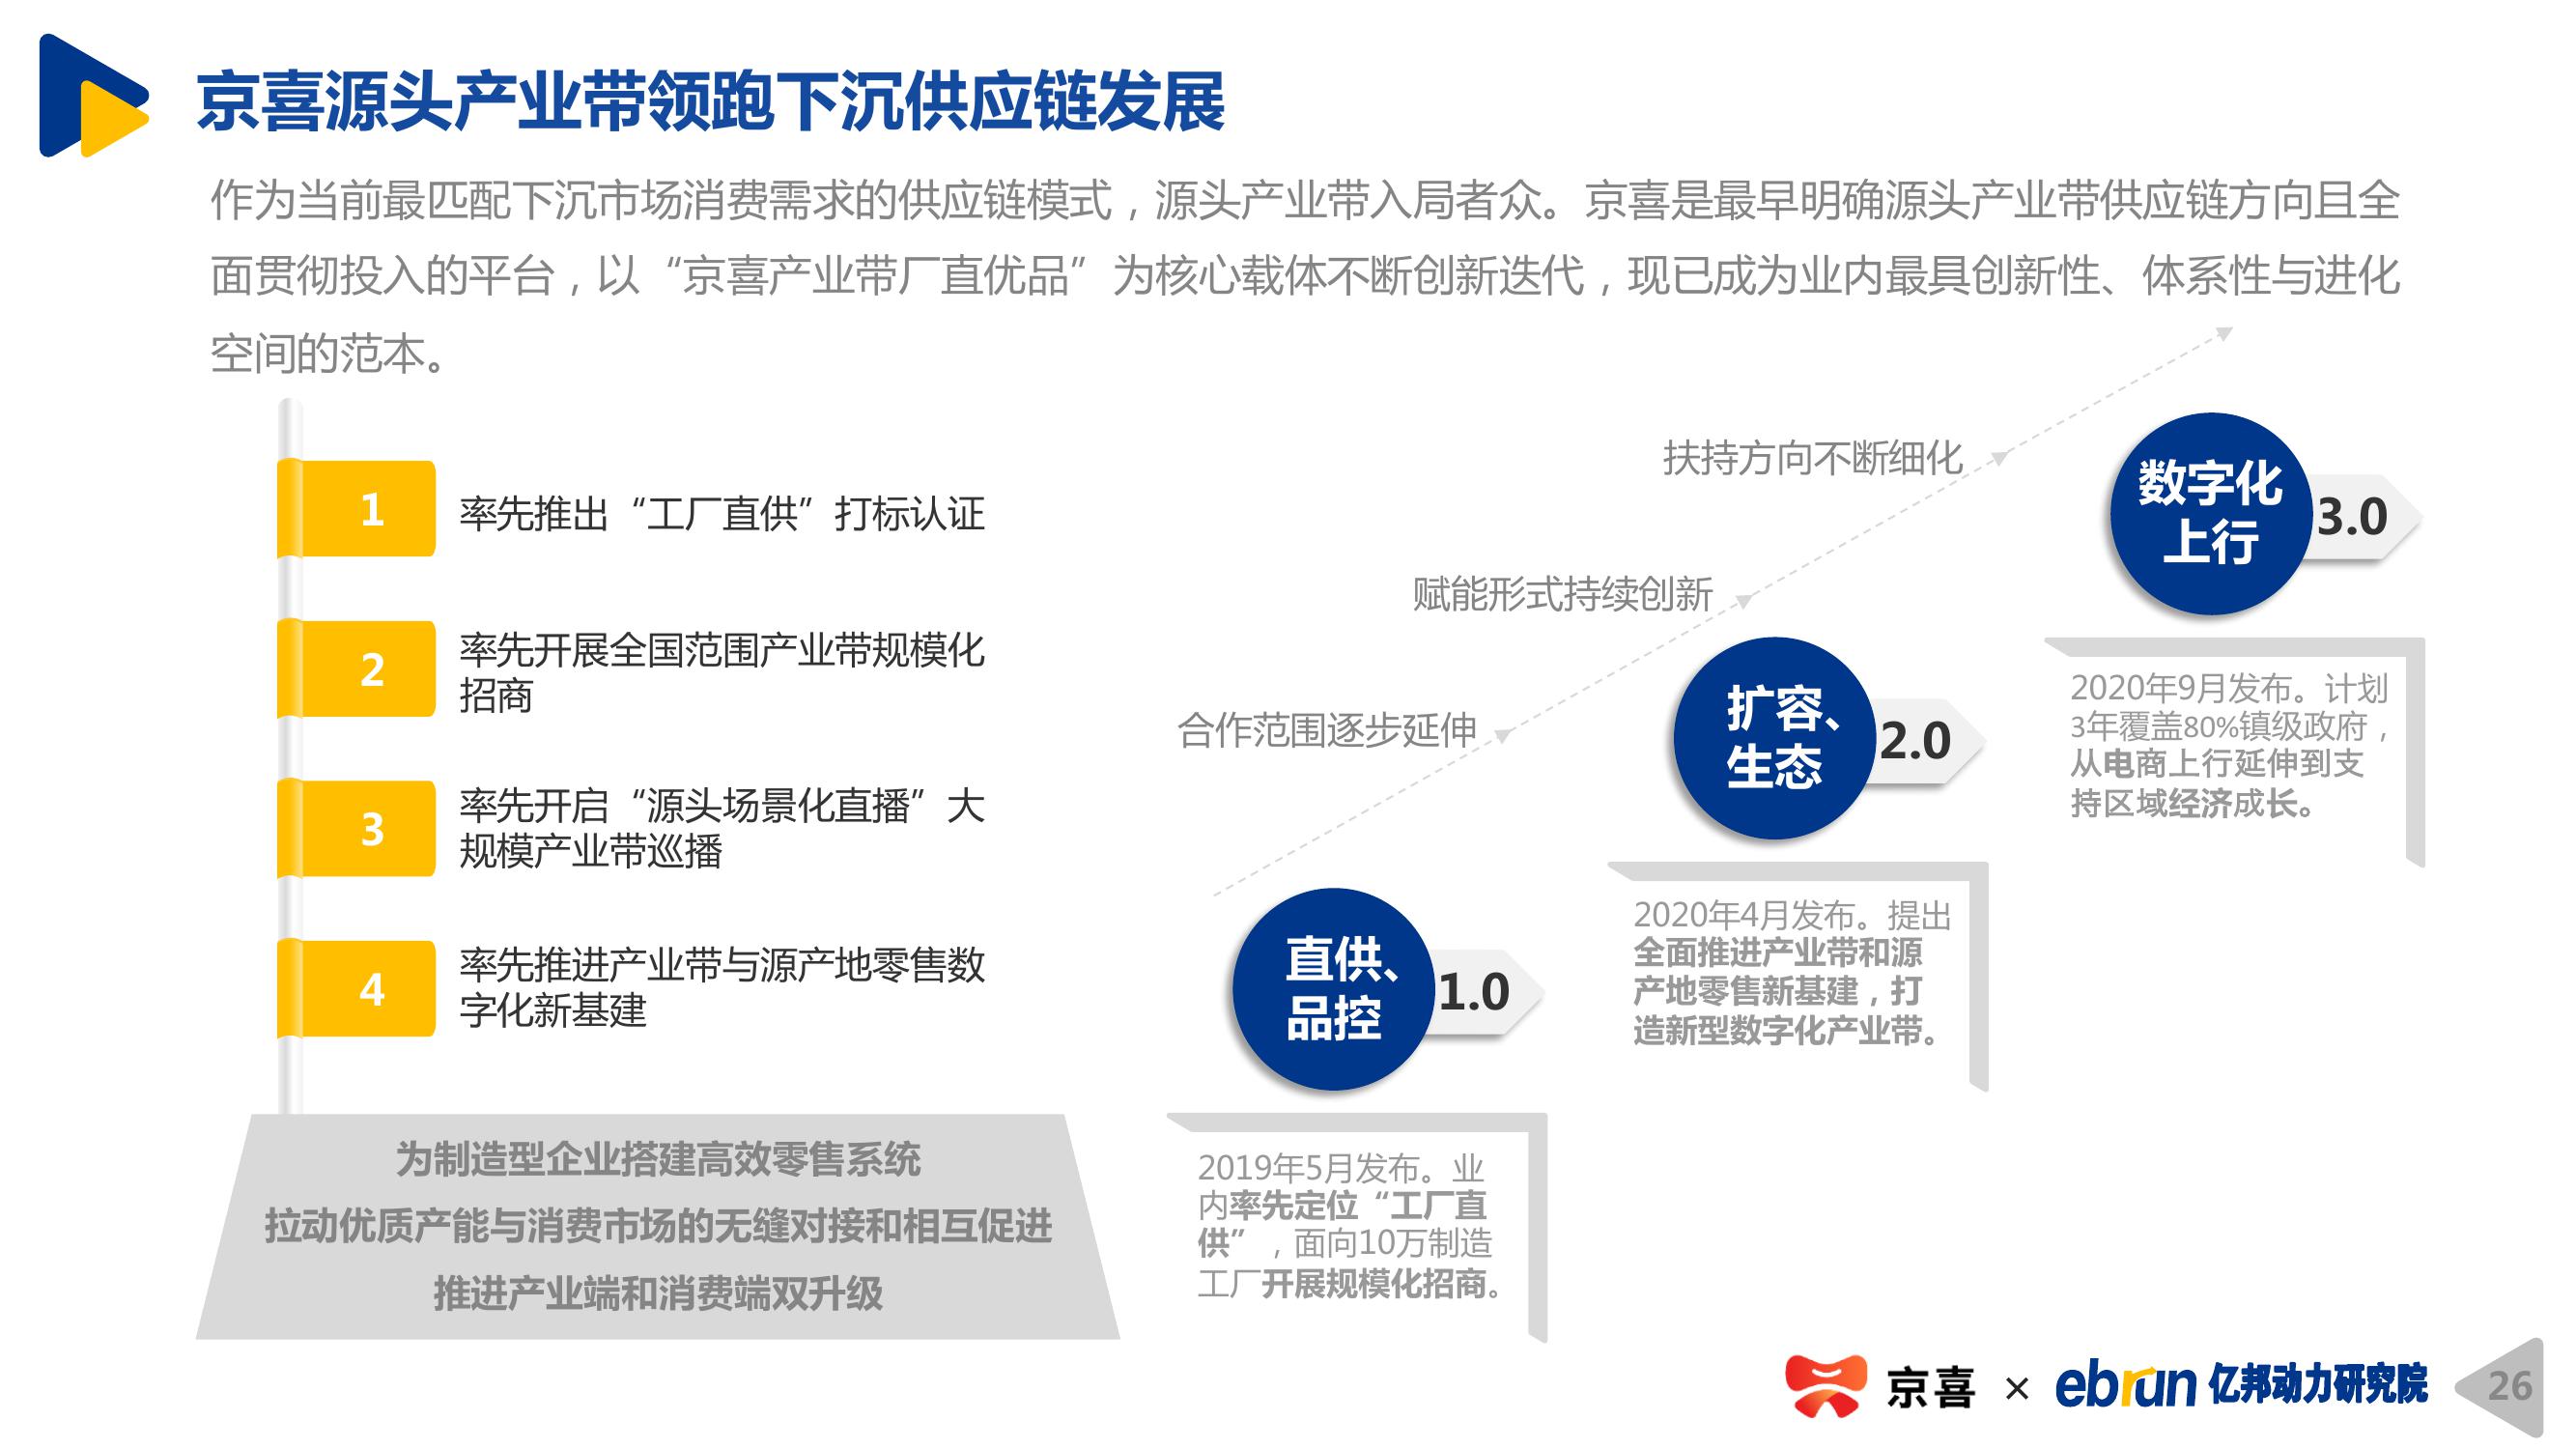 京喜源头产业带领跑下沉供应链发展
作为当前最匹配下沉市场消费需求的供应链模式，源头产业带入局者众。京喜是最早明确源头产业带供应链方向且全
面贯彻投入的平台，以“京喜产业带厂直优品”为核心载体不断创新迭代，现已成为业内最具创新性、体系性与进化
空间的范本。
1
率先推出“工厂直供”打标认证
2
率先开展全国范围产业带规模化
招商
3
率先开启“源头场景化直播”大
规模产业带巡播
4
率先推进产业带与源产地零售数
字化新基建
为制造型企业搭建高效零售系统
拉动优质产能与消费市场的无缝对接和相互促进
推进产业端和消费端双升级
合作范围逐步延伸
赋能形式持续创新
扶持方向不断细化
直供、
品控
1.0
2019年5月发布。业
内率先定位“工厂直
供”，面向10万制造
工厂开展规模化招商。
扩容、
生态
2.0
2020年4月发布。提出
全面推进产业带和源
产地零售新基建，打
造新型数字化产业带。
数字化
上行
3.0
2020年9月发布。计划
3年覆盖80%镇级政府，
从电商上行延伸到支
持区域经济成长。
京喜 × ebrun 亿邦动力研究院
26